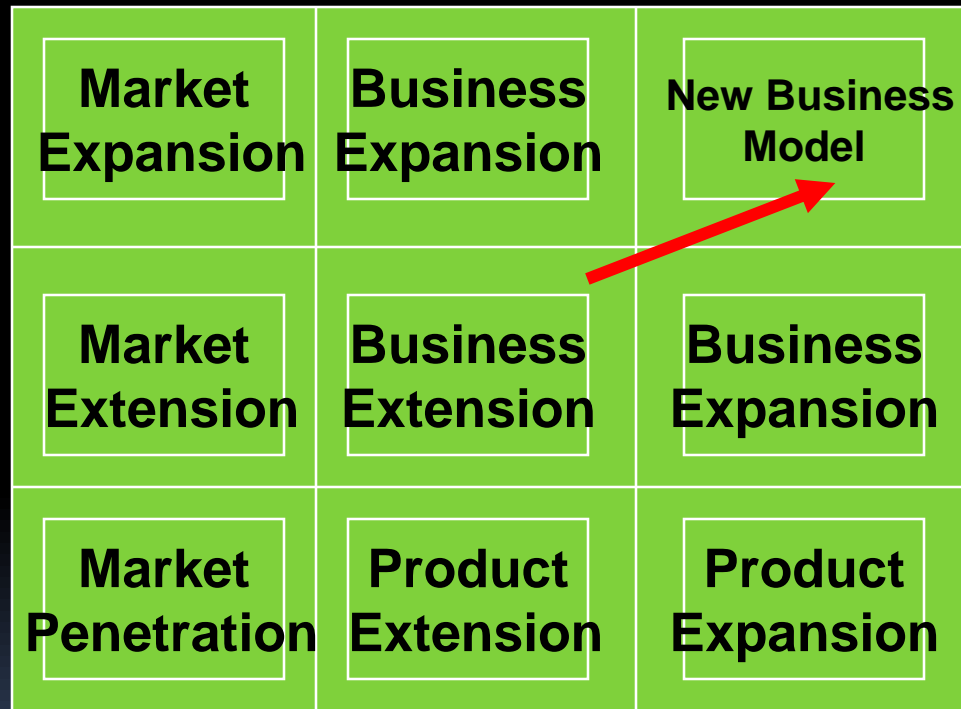 Market
Expansion
Business
Expansion
New Business
Model
Market
Extension
Business
Extension
Business
Expansion
Market
Penetration
Product
Extension
Product
Expansion